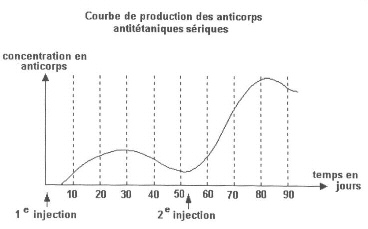 Courbe de production des anticorps
antitétaniques sériques
concentration en
anticorps
10 20 30 40 50 60 70 80 90
temps en
jours
1e injection
2e injection